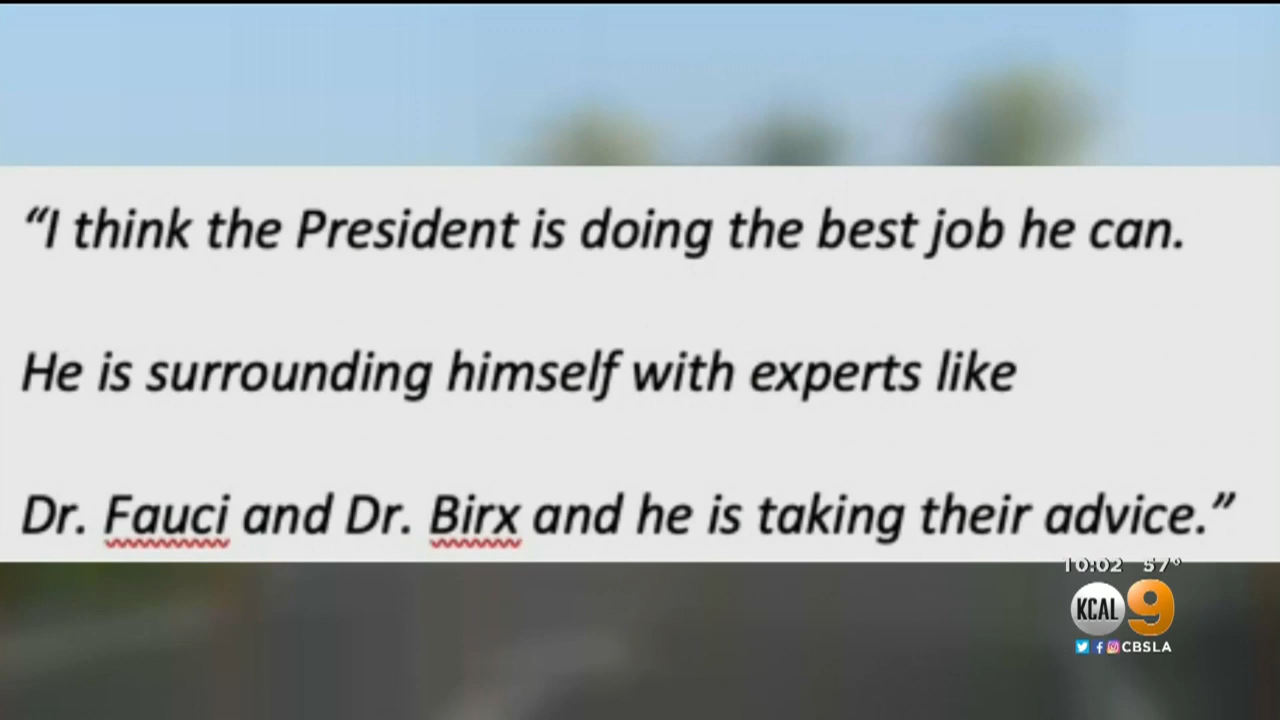 “I think the President is doing the best job he can.
He is surrounding himself with experts like
Dr. Fauci and Dr. Birx and he is taking their advice.”
10:02 57°
KCAL 9
CBSLA